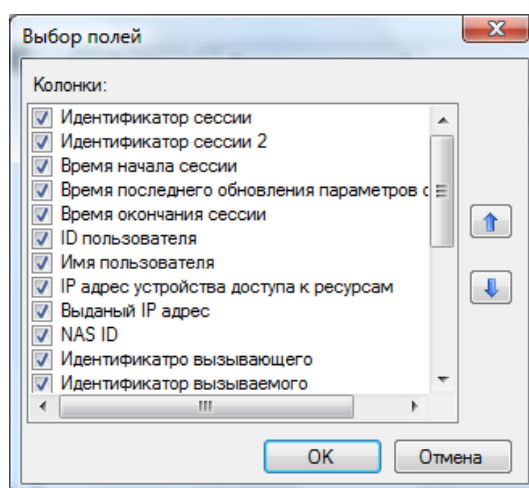 Выбор полей
Колонки:
Идентификатор сессии
Идентификатор сессии 2
Время начала сессии
Время последнего обновления параметров с
Время окончания сессии
ID пользователя
Имя пользователя
IP адрес устройства доступа к ресурсам
Выданый IP адрес
NAS ID
Идентификатро вызывающего
Идентификатор вызываемого
OK
Отмена